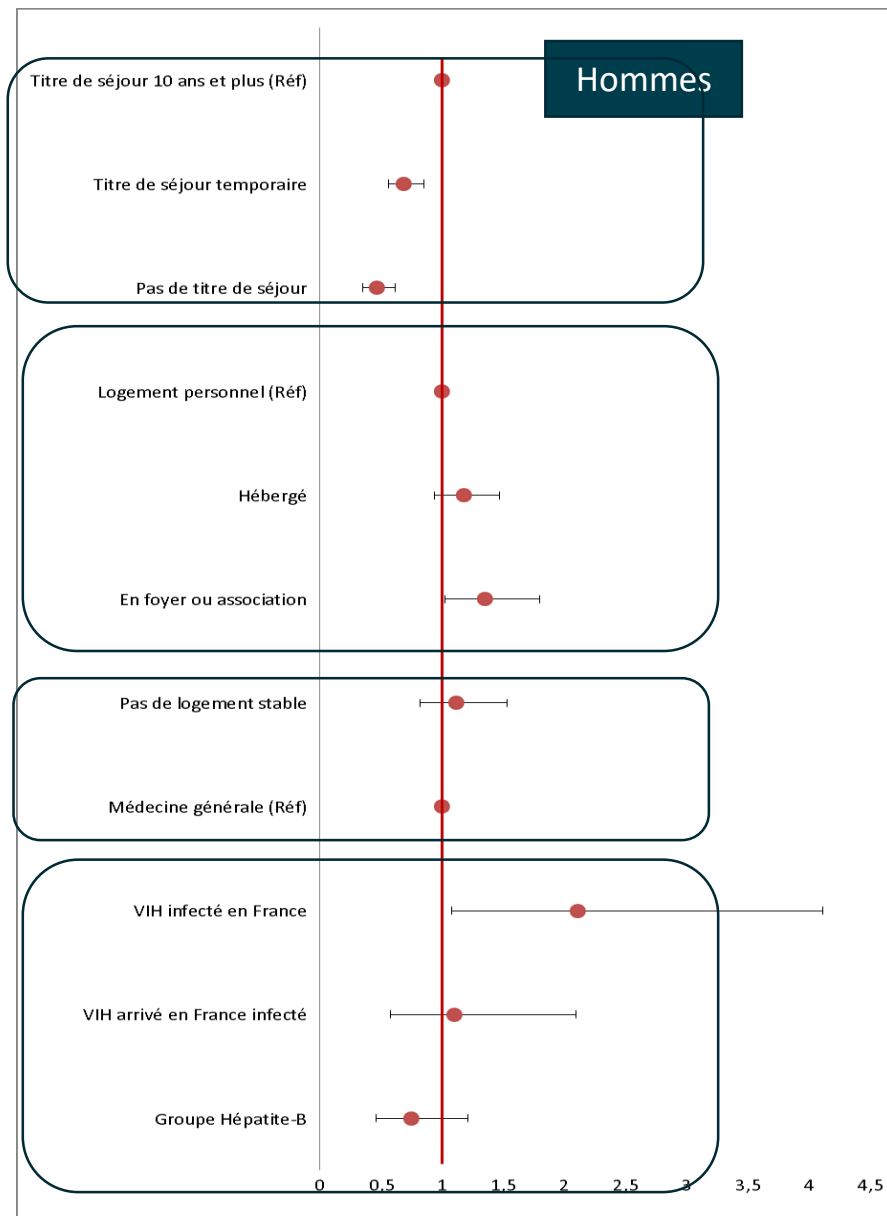 Hommes
Titre de séjour 10 ans et plus (Réf)
Titre de séjour temporaire
Pas de titre de séjour
Logement personnel (Réf)
Hébergé
En foyer ou association
Pas de logement stable
Médecine générale (Réf)
VIH infecté en France
VIH arrivé en France infecté
Groupe Hépatite-B
0 0,5 1 1,5 2 2,5 3 3,5 4 4,5